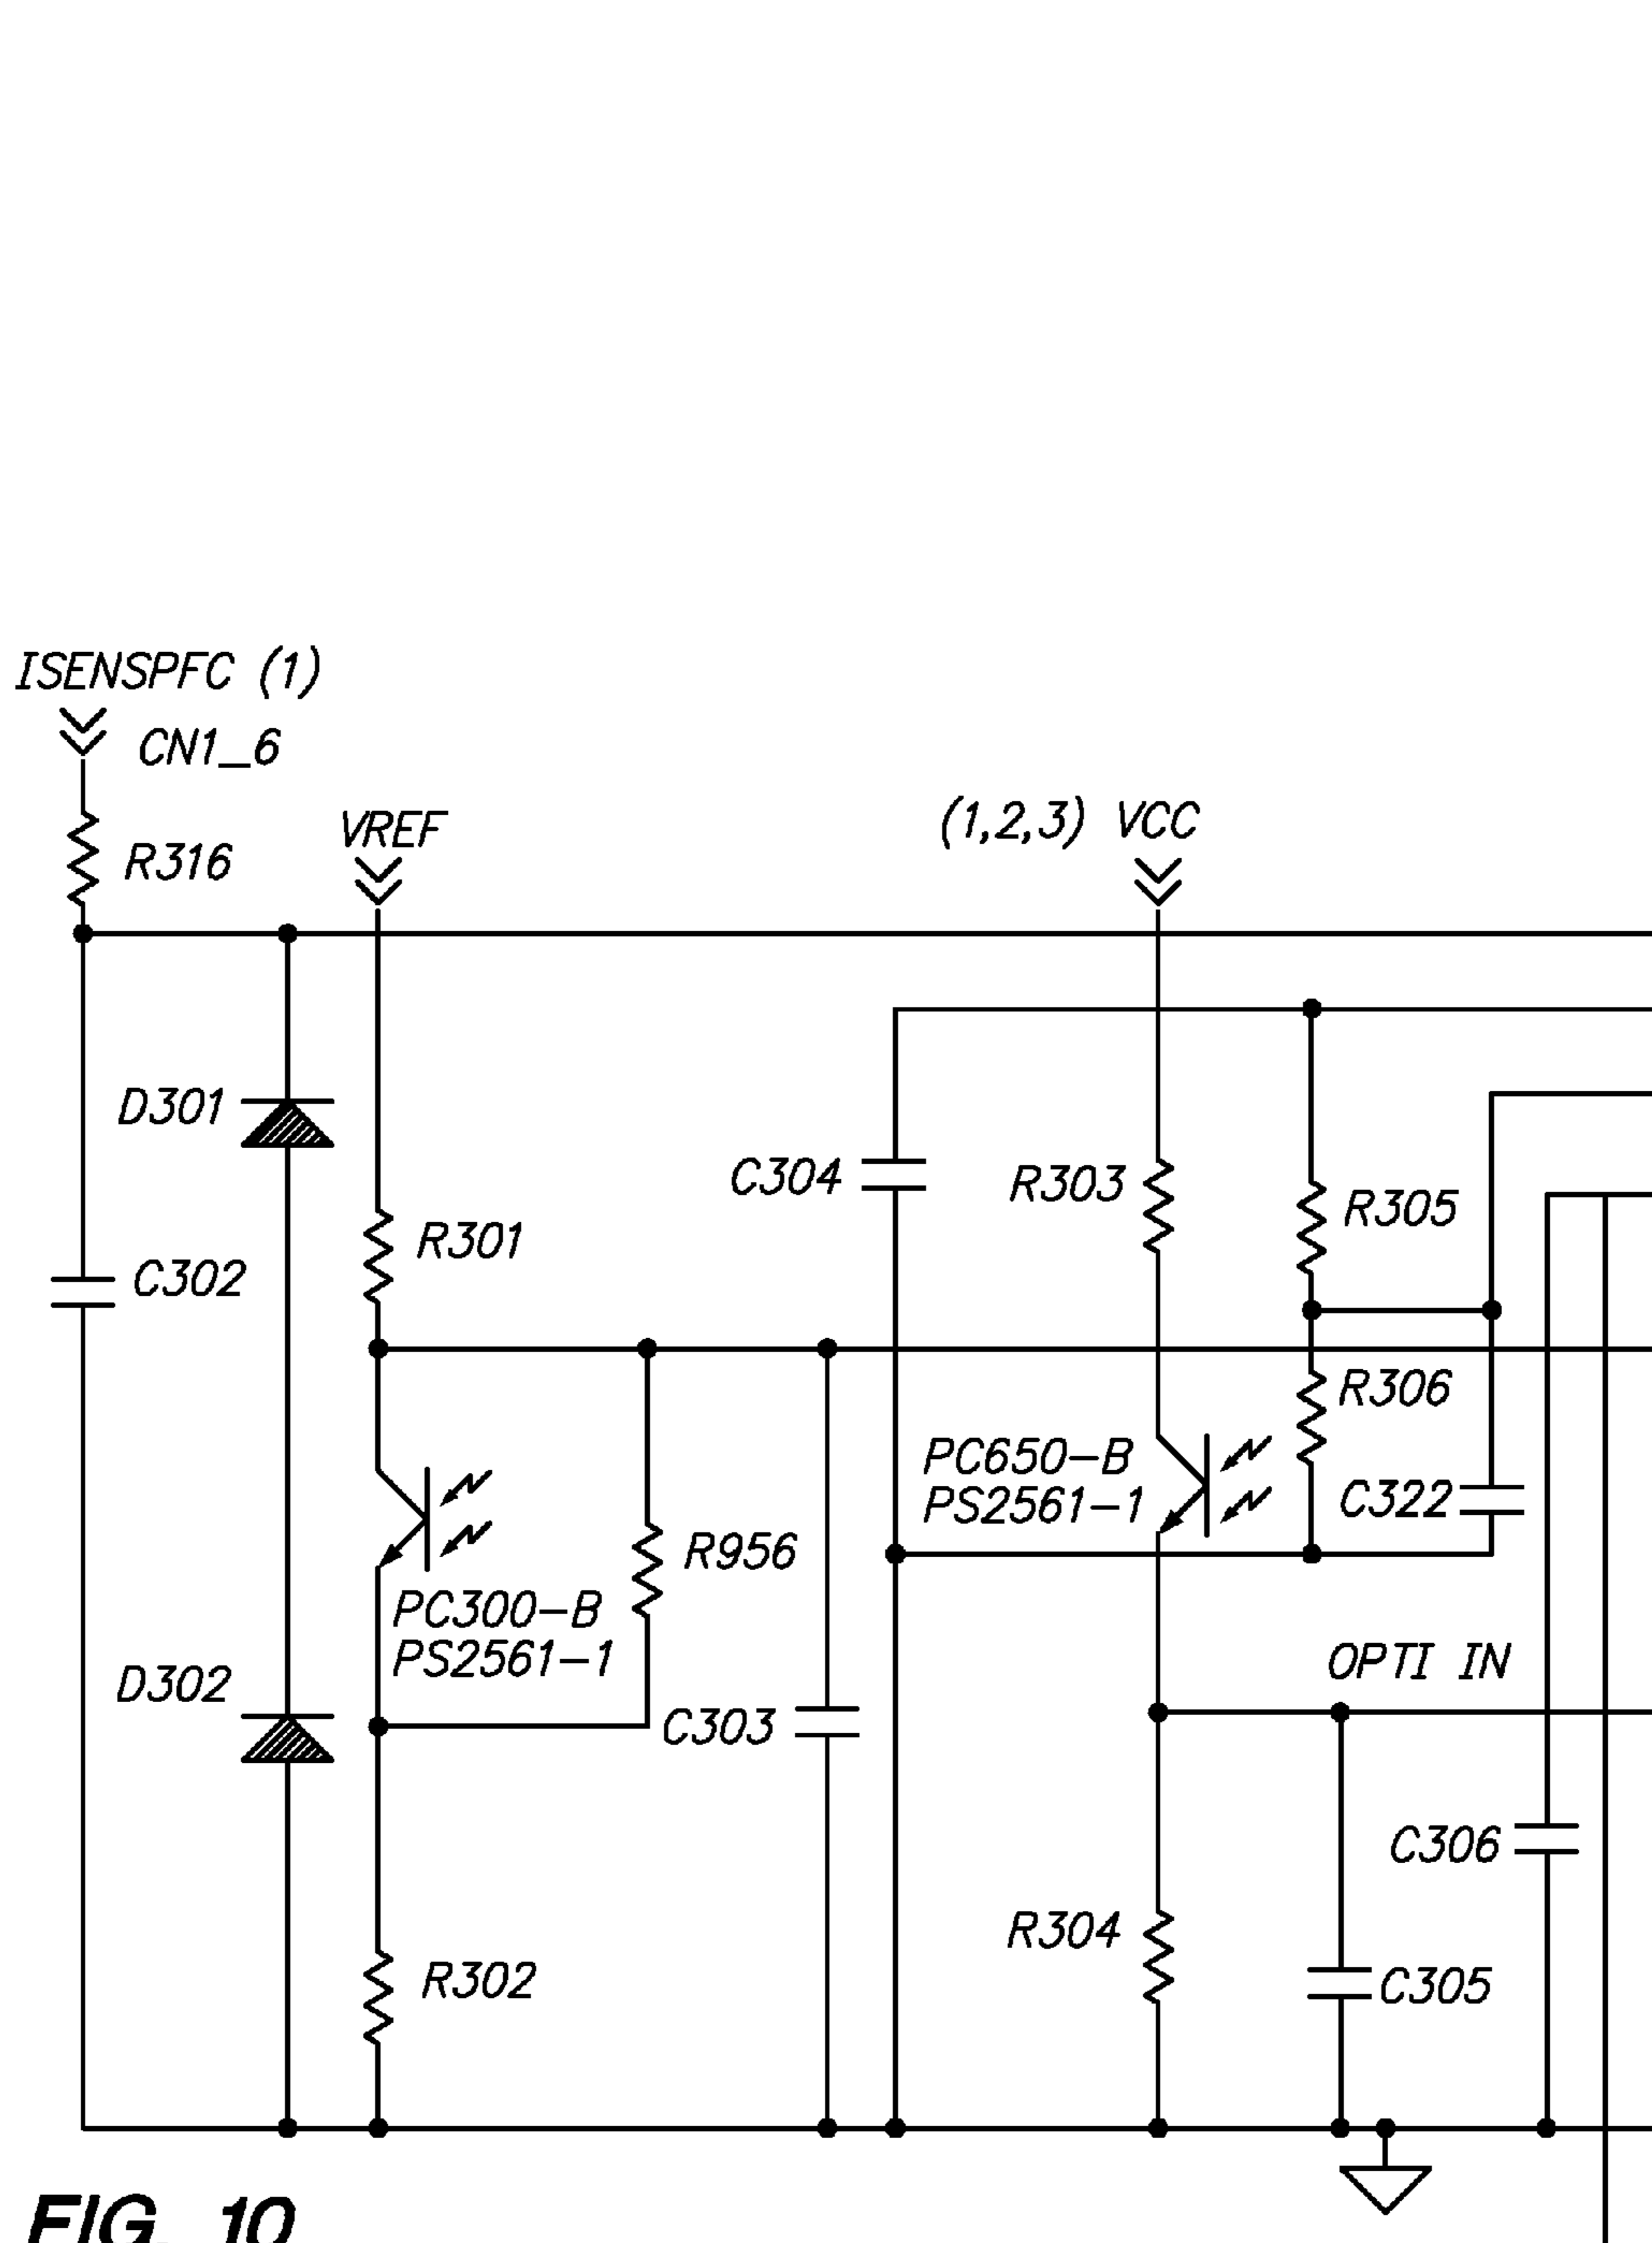 ISENSPFC (1)
CN1_6
R316
VREF
(1,2,3) VCC
D301
C304
R303
R305
R301
C302
R306
PC650-B
PS2561-1
C322
R956
PC300-B
PS2561-1
D302
OPTI IN
C303
C306
R304
R302
C305
FIG. 10